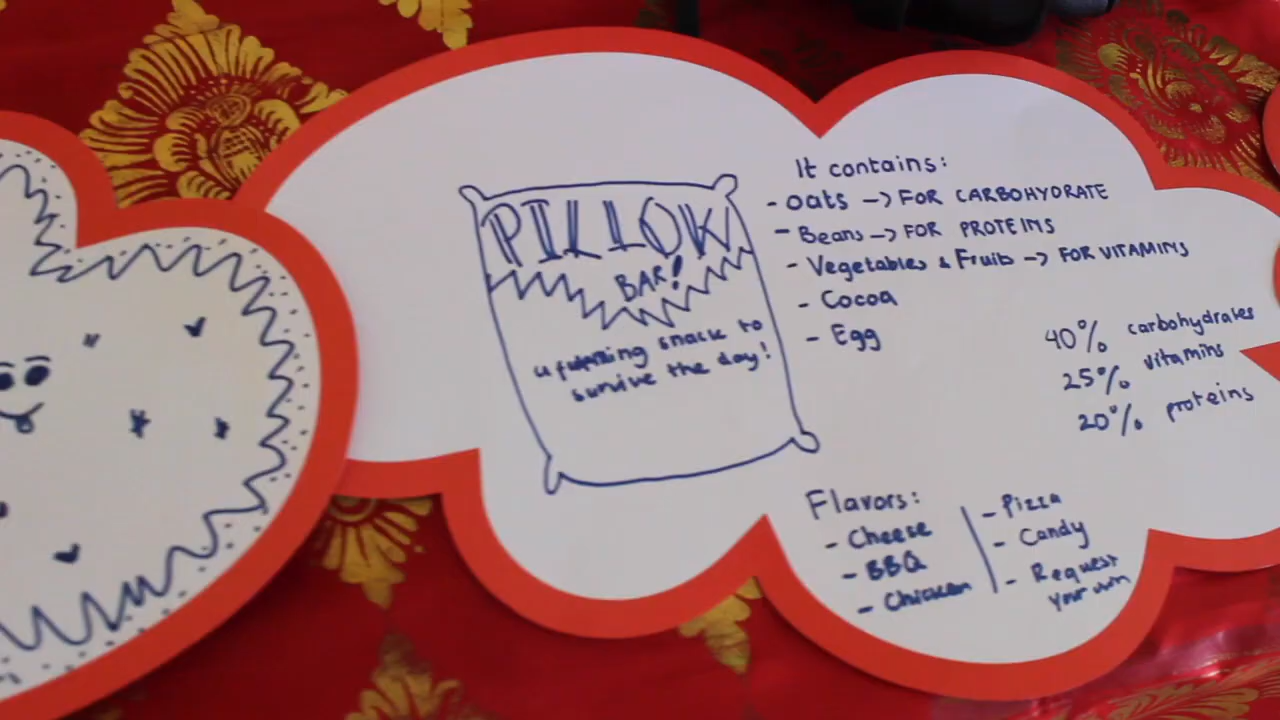 PILLOW
BAR!
a fulfilling snack to
survive the day!
It contains:
- oats -> FOR CARBOHYDRATE
- Beans -> FOR PROTEINS
- Vegetables & Fruits -> FOR VITAMINS
- Cocoa
- Egg
40% carbohydrates
25% vitamins
20% proteins
Flavors:
- Cheese
- BBQ
- Chicken
- Pizza
- Candy
- Request
your own